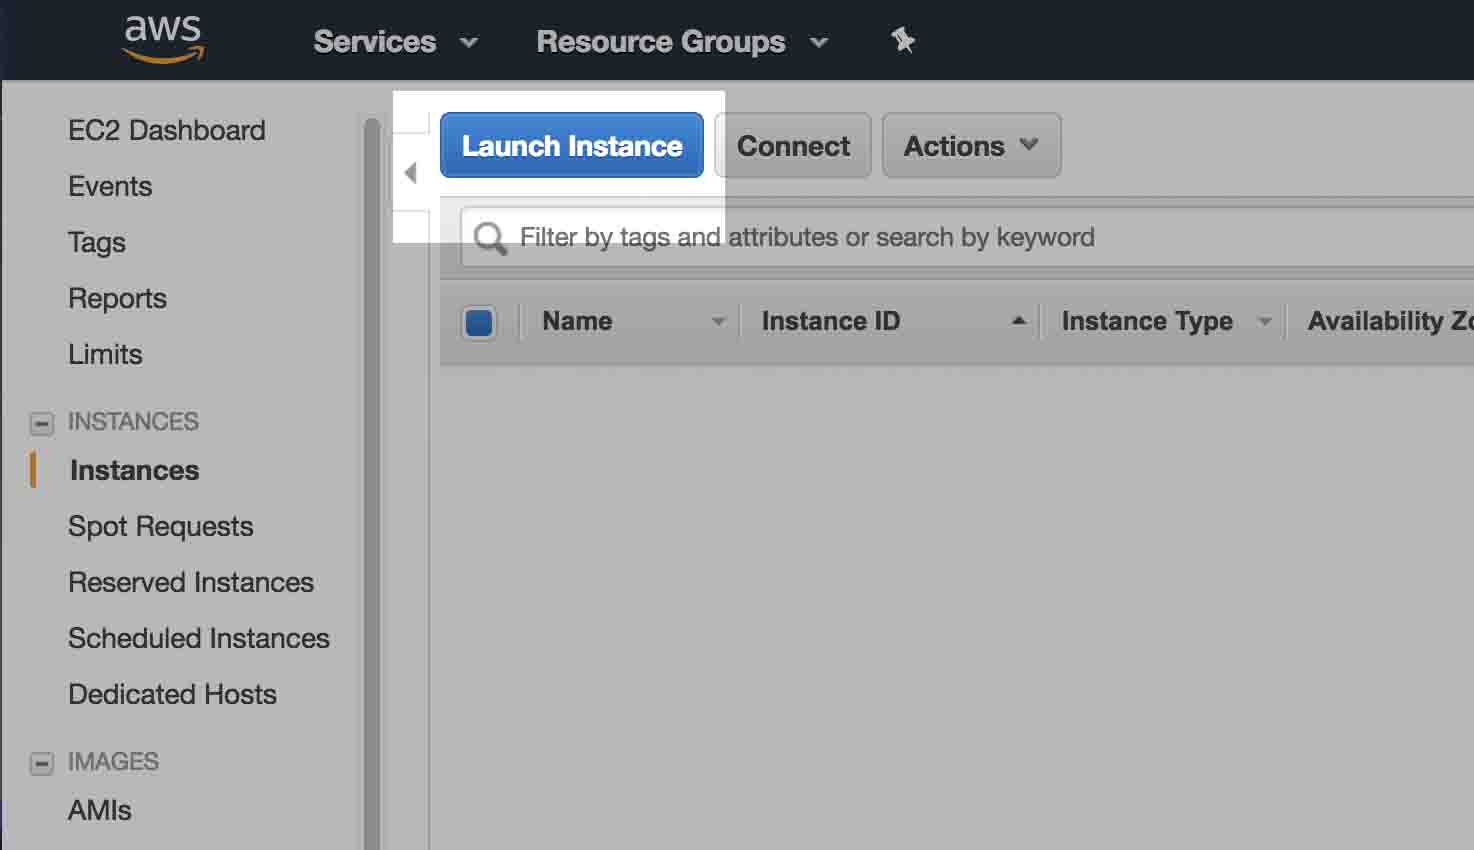 aws
Services
Resource Groups
EC2 Dashboard
Events
Tags
Reports
Limits
INSTANCES
Instances
Spot Requests
Reserved Instances
Scheduled Instances
Dedicated Hosts
IMAGES
AMIs
Launch Instance
Connect
Actions
Filter by tags and attributes or search by keyword
Name
Instance ID
Instance Type
Availability Zo